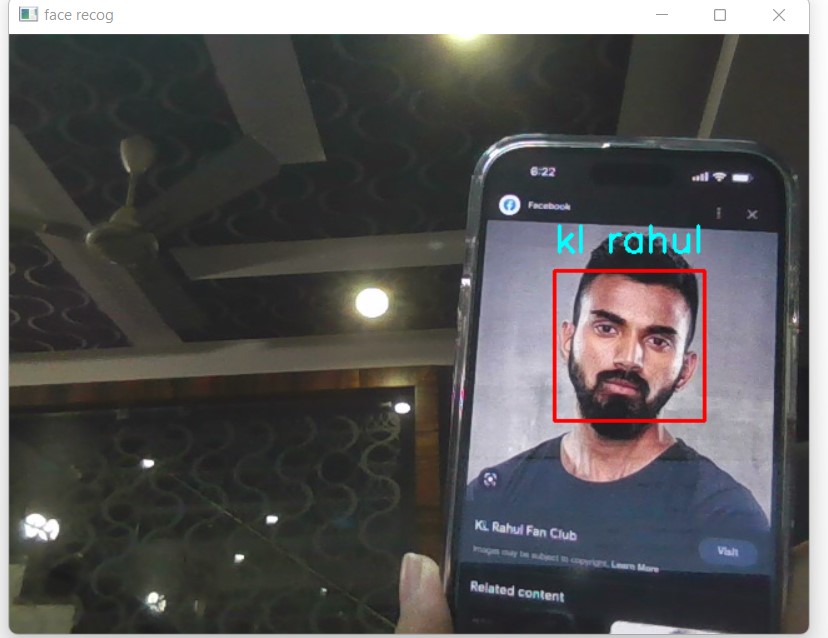 face recog
6:22
Facebook
kl rahul
KL Rahul Fan Club
Images may be subject to copyright. Learn More
Visit
Related content